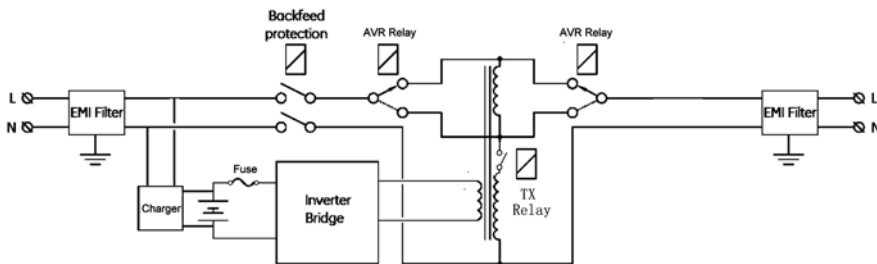 Backfeed
protection
AVR Relay
AVR Relay
L
EMI Filter
N
EMI Filter
L
N
Fuse
Charger
Inverter
Bridge
TX
Relay